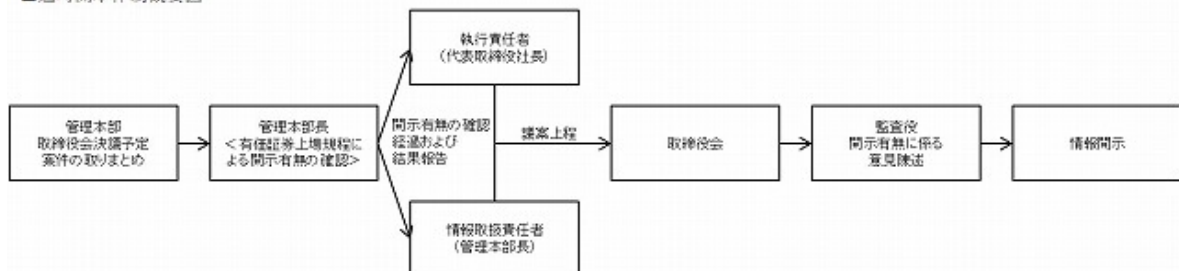 管理本部
取締役会決議予定
案件の取りまとめ
管理本部長
＜有価証券上場規程に
よる開示有無の確認＞
執行責任者
（代表取締役社長）
開示有無の確認
経過および
結果報告
情報取扱責任者
（管理本部長）
議案上程
取締役会
監査役
開示有無に係る
意見陳述
情報開示